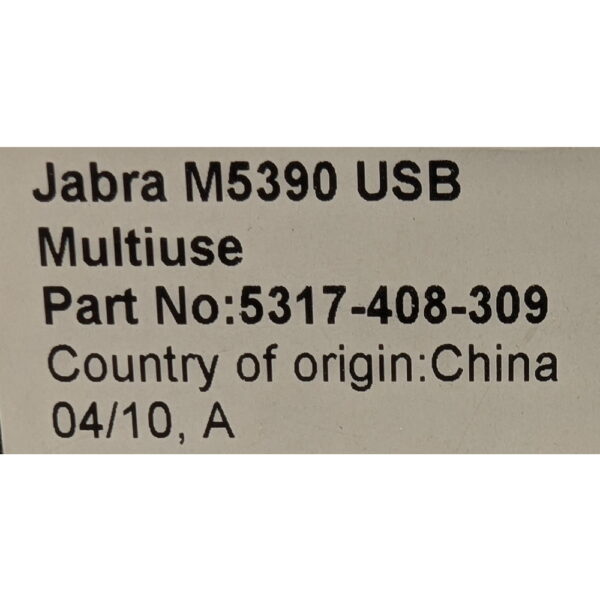 Jabra M5390 USB
Multiuse
Part No:5317-408-309
Country of origin:China
04/10, A